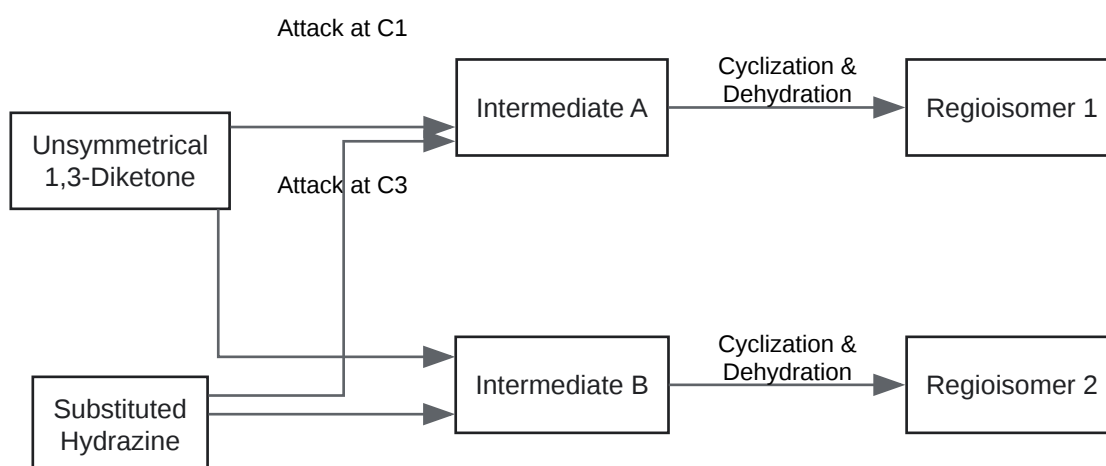 Attack at C1
Cyclization &
Dehydration
Intermediate A
Regioisomer 1
Unsymmetrical
1,3-Diketone
Attack at C3
Cyclization &
Dehydration
Intermediate B
Regioisomer 2
Substituted
Hydrazine